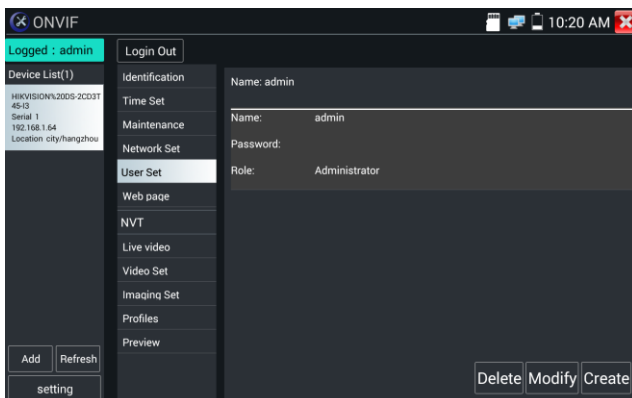 ONVIF
10:20 AM
Logged : admin
Login Out
Device List(1)
HIKVISION%20DS-2CD3T
45-I3
Serial 1
192.168.1.64
Location city/hangzhou
Add
Refresh
setting
Identification
Time Set
Maintenance
Network Set
User Set
Web page
NVT
Live video
Video Set
Imaging Set
Profiles
Preview
Name: admin
Name: admin
Password:
Role: Administrator
Delete
Modify
Create